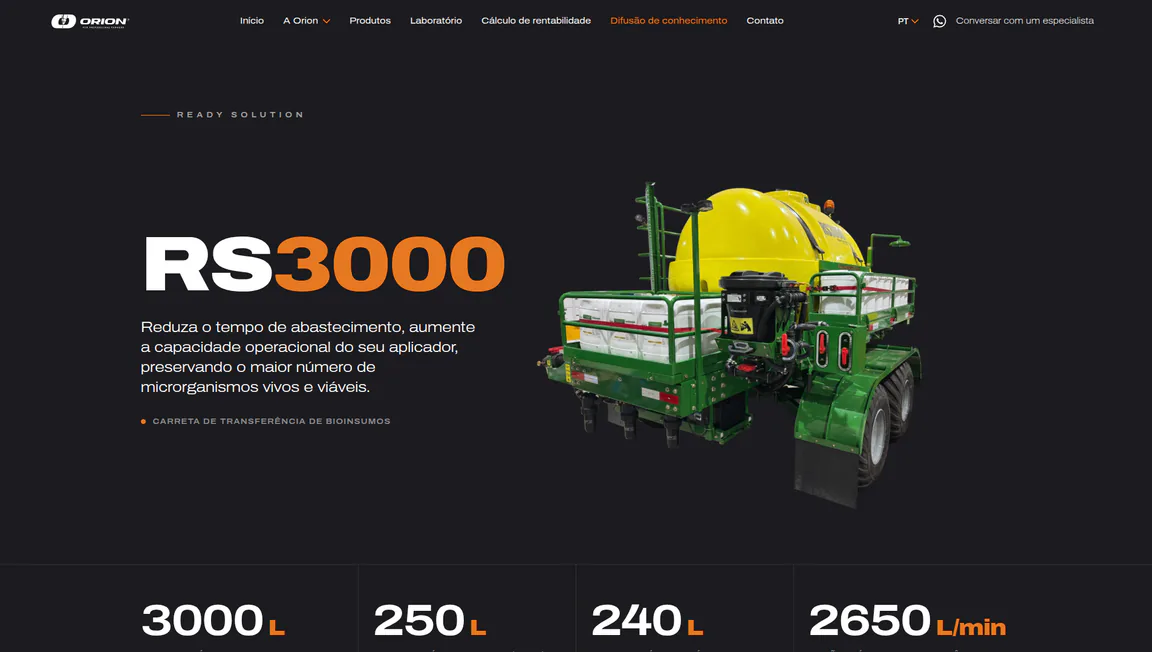 ORION
Início
A Orion
Produtos
Laboratório
Cálculo de rentabilidade
Difusão de conhecimento
Contato
PT
Conversar com um especialista
READY SOLUTION
RS3000
Reduza o tempo de abastecimento, aumente
a capacidade operacional do seu aplicador,
preservando o maior número de
microrganismos vivos e viáveis.
CARRETA DE TRANSFERÊNCIA DE BIOINSUMOS
3000 L
250 L
240 L
2650 L/min